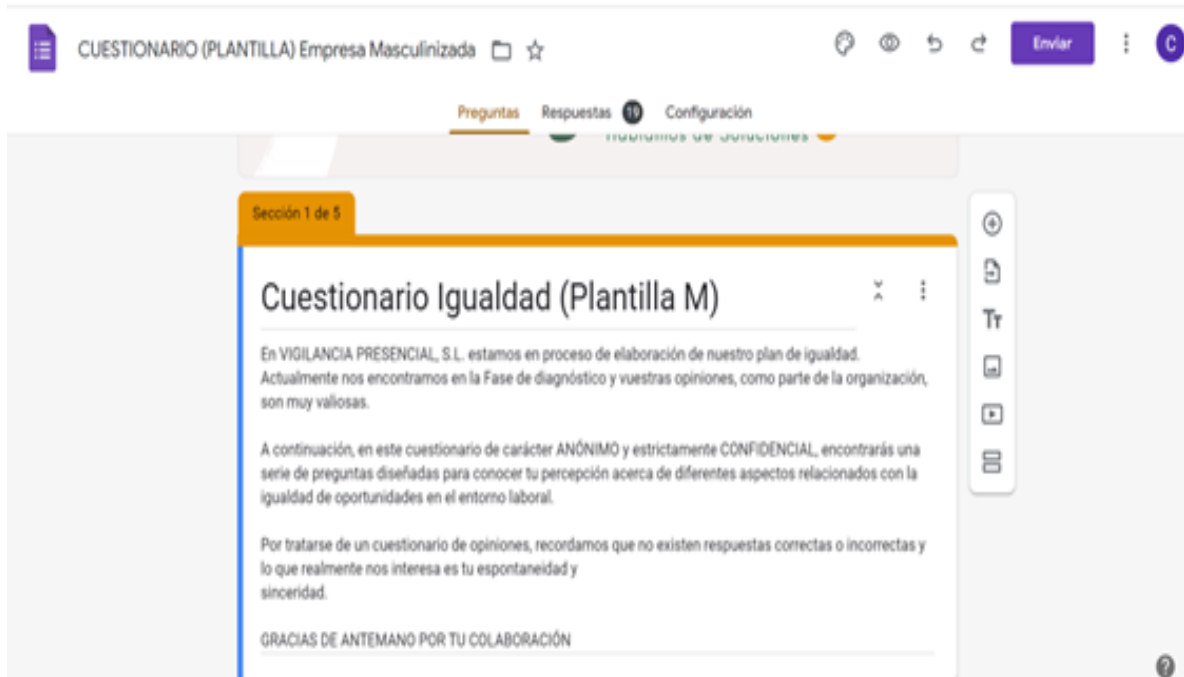 CUESTIONARIO (PLANTILLA) Empresa Masculinizada
Enviar
C
Preguntas Respuestas 19 Configuración
Hablamos de Soluciones
Sección 1 de 5
Cuestionario Igualdad (Plantilla M)
En VIGILANCIA PRESENCIAL, S.L. estamos en proceso de elaboración de nuestro plan de igualdad.
Actualmente nos encontramos en la Fase de diagnóstico y vuestras opiniones, como parte de la organización,
son muy valiosas.
A continuación, en este cuestionario de carácter ANÓNIMO y estrictamente CONFIDENCIAL, encontrarás una
serie de preguntas diseñadas para conocer tu percepción acerca de diferentes aspectos relacionados con la
igualdad de oportunidades en el entorno laboral.
Por tratarse de un cuestionario de opiniones, recordamos que no existen respuestas correctas o incorrectas y
lo que realmente nos interesa es tu espontaneidad y
sinceridad.
GRACIAS DE ANTEMANO POR TU COLABORACIÓN